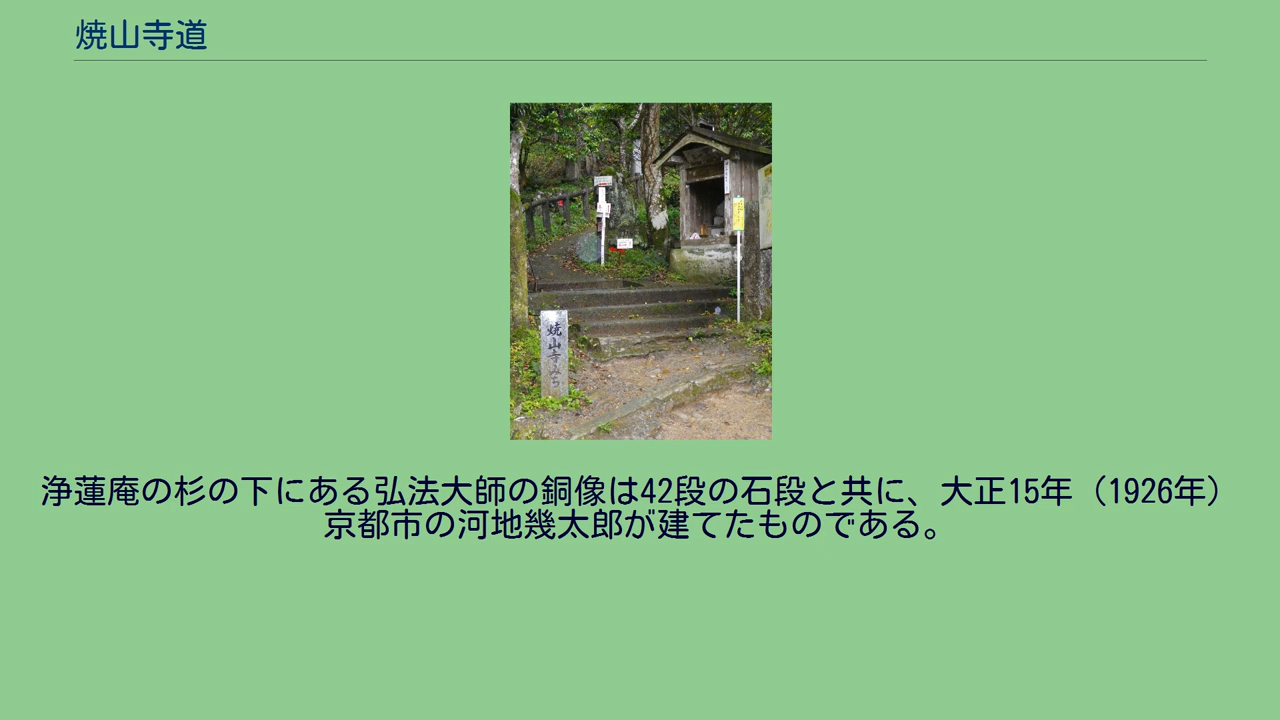 焼山寺道
焼山寺みち
浄蓮庵の杉の下にある弘法大師の銅像は42段の石段と共に、大正15年（1926年）
京都市の河地幾太郎が建てたものである。